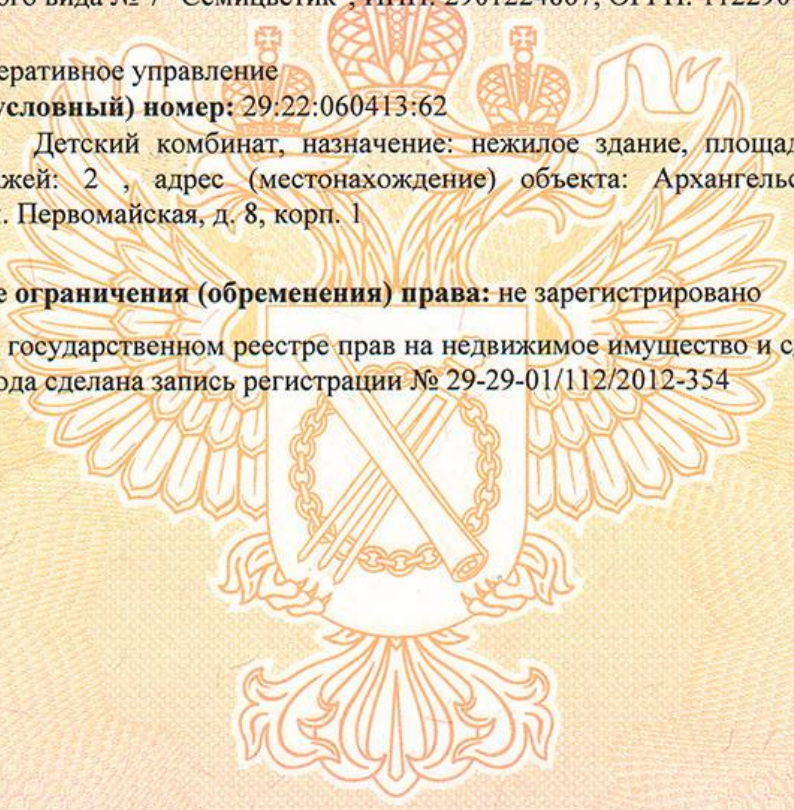 ого вида № 7 "Семицветик", ИНН: 2901224867, ОГРН: 112290
еративное управление
условный) номер: 29:22:060413:62
Детский комбинат, назначение: нежилое здание, площад
жей: 2 , адрес (местонахождение) объекта: Архангельс
. Первомайская, д. 8, корп. 1
е ограничения (обременения) права: не зарегистрировано
государственном реестре прав на недвижимое имущество и с
ода сделана запись регистрации № 29-29-01/112/2012-354